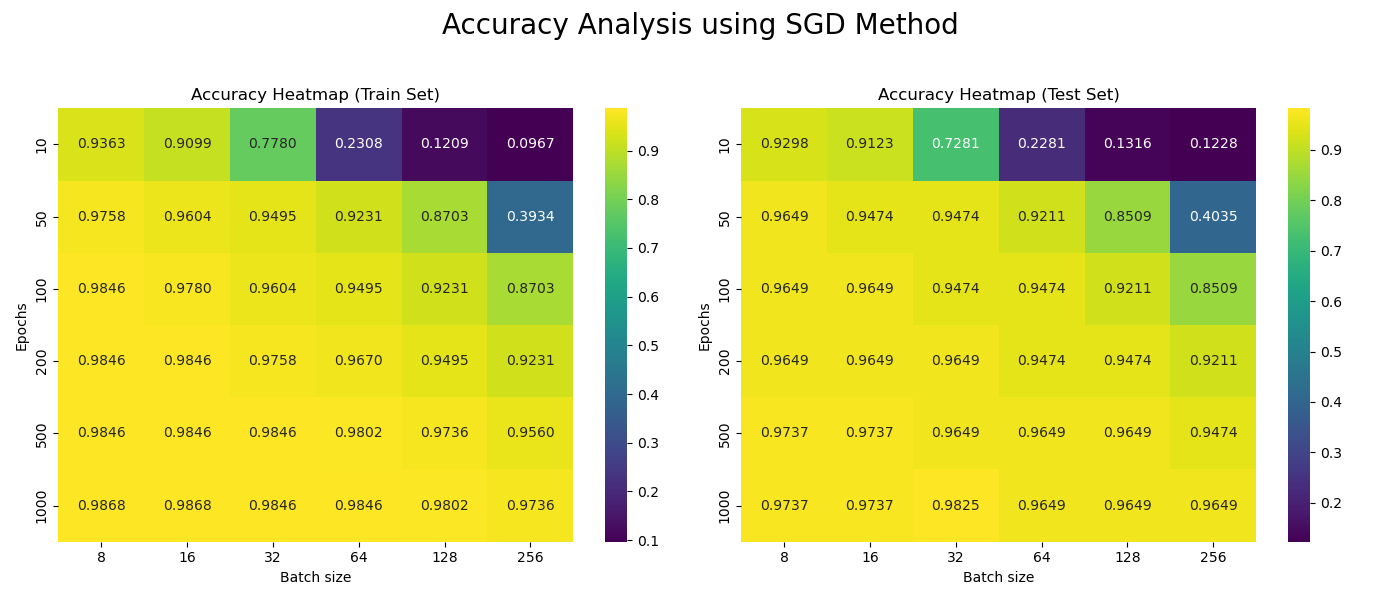 Accuracy Analysis using SGD Method
Accuracy Heatmap (Train Set)
Epochs
10 0.9363 0.9099 0.7780 0.2308 0.1209 0.0967
50 0.9758 0.9604 0.9495 0.9231 0.8703 0.3934
100 0.9846 0.9780 0.9604 0.9495 0.9231 0.8703
200 0.9846 0.9846 0.9758 0.9670 0.9495 0.9231
500 0.9846 0.9846 0.9846 0.9802 0.9736 0.9560
1000 0.9868 0.9868 0.9846 0.9846 0.9802 0.9736
8 16 32 64 128 256
Batch size
0.9
0.8
0.7
0.6
0.5
0.4
0.3
0.2
0.1
Accuracy Heatmap (Test Set)
Epochs
10 0.9298 0.9123 0.7281 0.2281 0.1316 0.1228
50 0.9649 0.9474 0.9474 0.9211 0.8509 0.4035
100 0.9649 0.9649 0.9474 0.9474 0.9211 0.8509
200 0.9649 0.9649 0.9649 0.9474 0.9474 0.9211
500 0.9737 0.9737 0.9649 0.9649 0.9649 0.9474
1000 0.9737 0.9737 0.9825 0.9649 0.9649 0.9649
8 16 32 64 128 256
Batch size
0.9
0.8
0.7
0.6
0.5
0.4
0.3
0.2